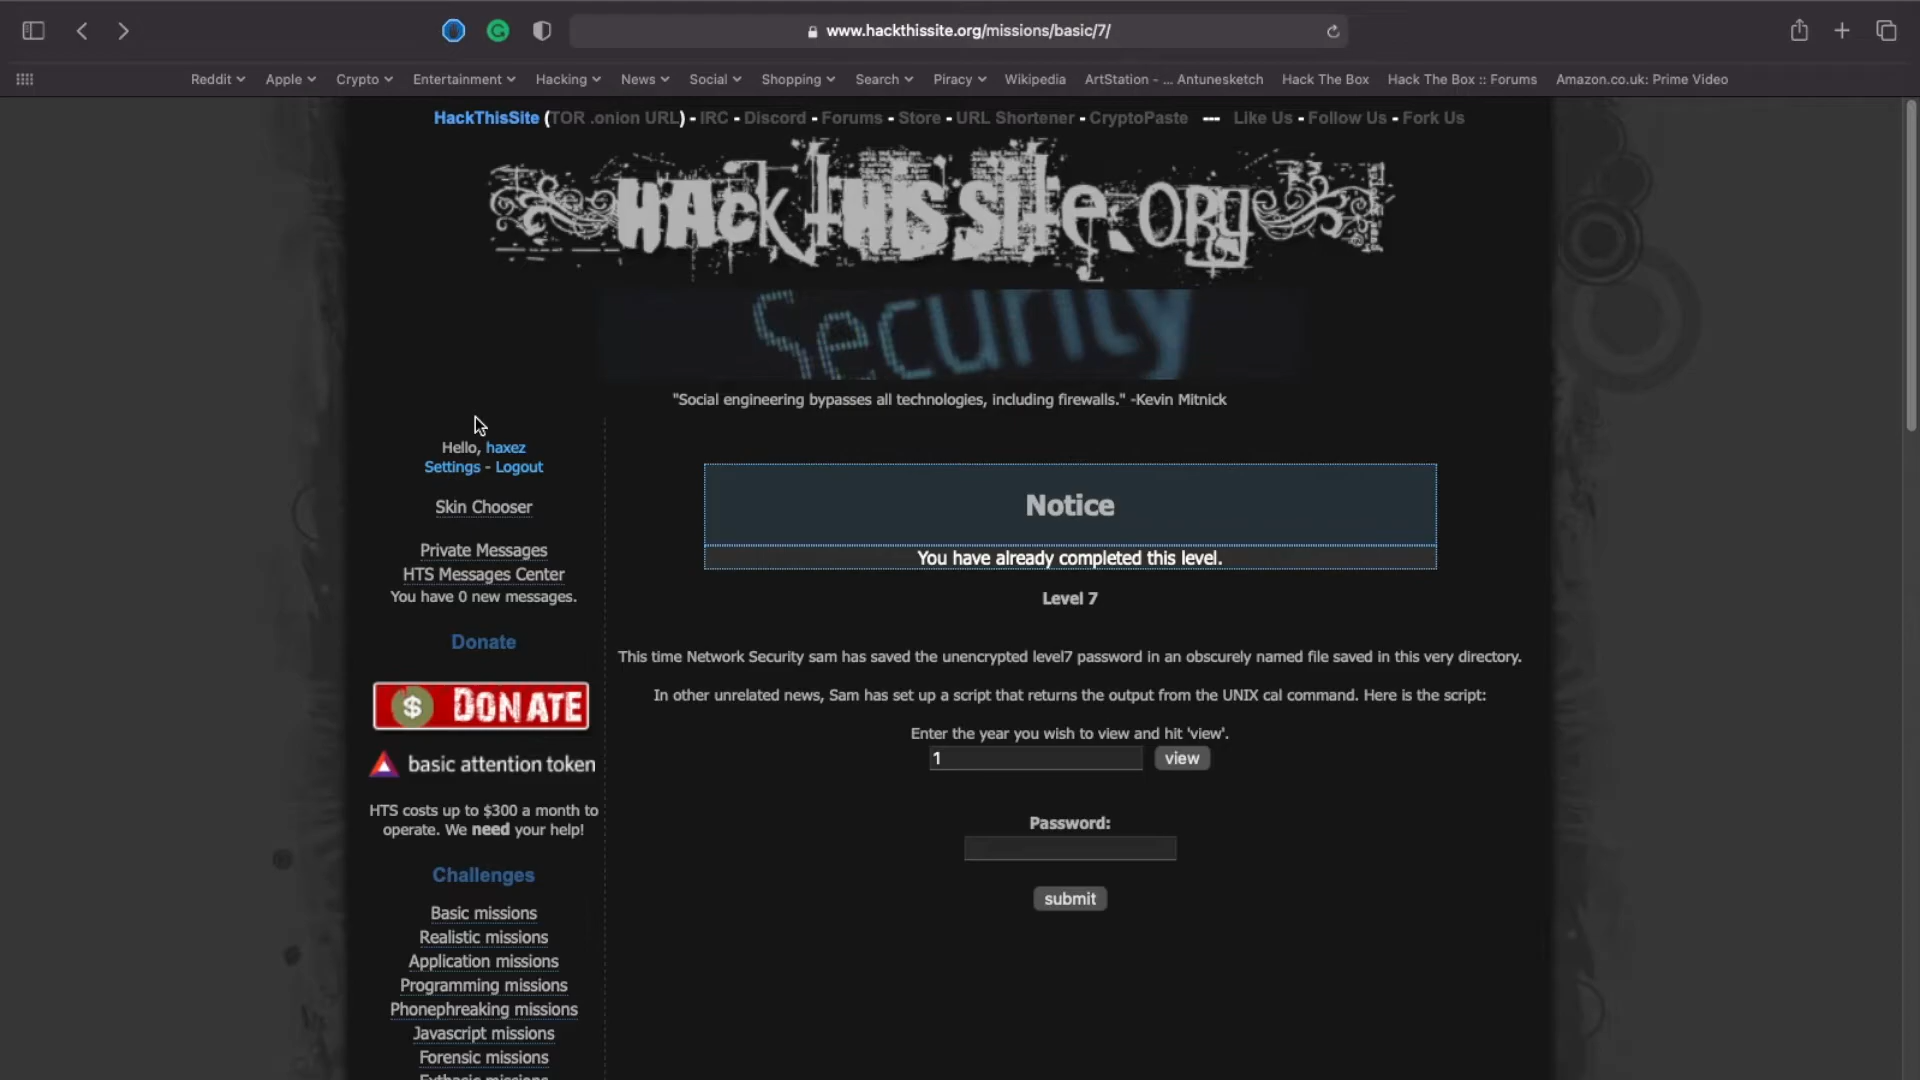 www.hackthissite.org/missions/basic/7/
Reddit Apple Crypto Entertainment Hacking News Social Shopping Search Piracy Wikipedia ArtStation - ... Antunesketch Hack The Box Hack The Box :: Forums Amazon.co.uk: Prime Video
HackThisSite (TOR .onion URL) - IRC - Discord - Forums - Store - URL Shortener - CryptoPaste --- Like Us - Follow Us - Fork Us
HAck tHis Site.ORg
Security
"Social engineering bypasses all technologies, including firewalls." -Kevin Mitnick
Hello, haxez
Settings - Logout
Skin Chooser
Private Messages
HTS Messages Center
You have 0 new messages.
Donate
$ DONATE
basic attention token
HTS costs up to $300 a month to
operate. We need your help!
Challenges
Basic missions
Realistic missions
Application missions
Programming missions
Phonephreaking missions
Javascript missions
Forensic missions
Extbasic missions
Notice
You have already completed this level.
Level 7
This time Network Security sam has saved the unencrypted level7 password in an obscurely named file saved in this very directory.
In other unrelated news, Sam has set up a script that returns the output from the UNIX cal command. Here is the script:
Enter the year you wish to view and hit 'view'.
1 view
Password:
submit